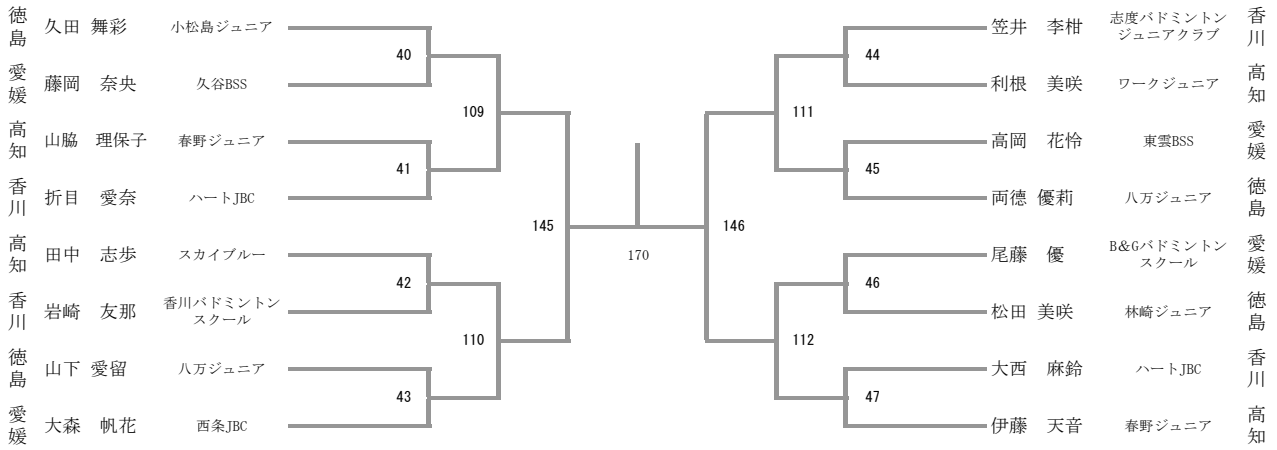 徳島 久田 舞彩 小松島ジュニア
愛媛 藤岡 奈央 久谷BSS
40
高知 山脇 理保子 春野ジュニア
香川 折目 愛奈 ハートJBC
41
109
高知 田中 志歩 スカイブルー
香川 岩崎 友那 香川バドミントン
スクール
42
徳島 山下 愛留 八万ジュニア
愛媛 大森 帆花 西条JBC
43
110
145
170
146
笠井 李柑 志度バドミントン
ジュニアクラブ 香川
44
利根 美咲 ワークジュニア 高知
111
高岡 花怜 東雲BSS 愛媛
45
両德 優莉 八万ジュニア 徳島
尾藤 優 B&Gバドミントン
スクール 愛媛
46
松田 美咲 林崎ジュニア 徳島
112
大西 麻鈴 ハートJBC 香川
47
伊藤 天音 春野ジュニア 高知